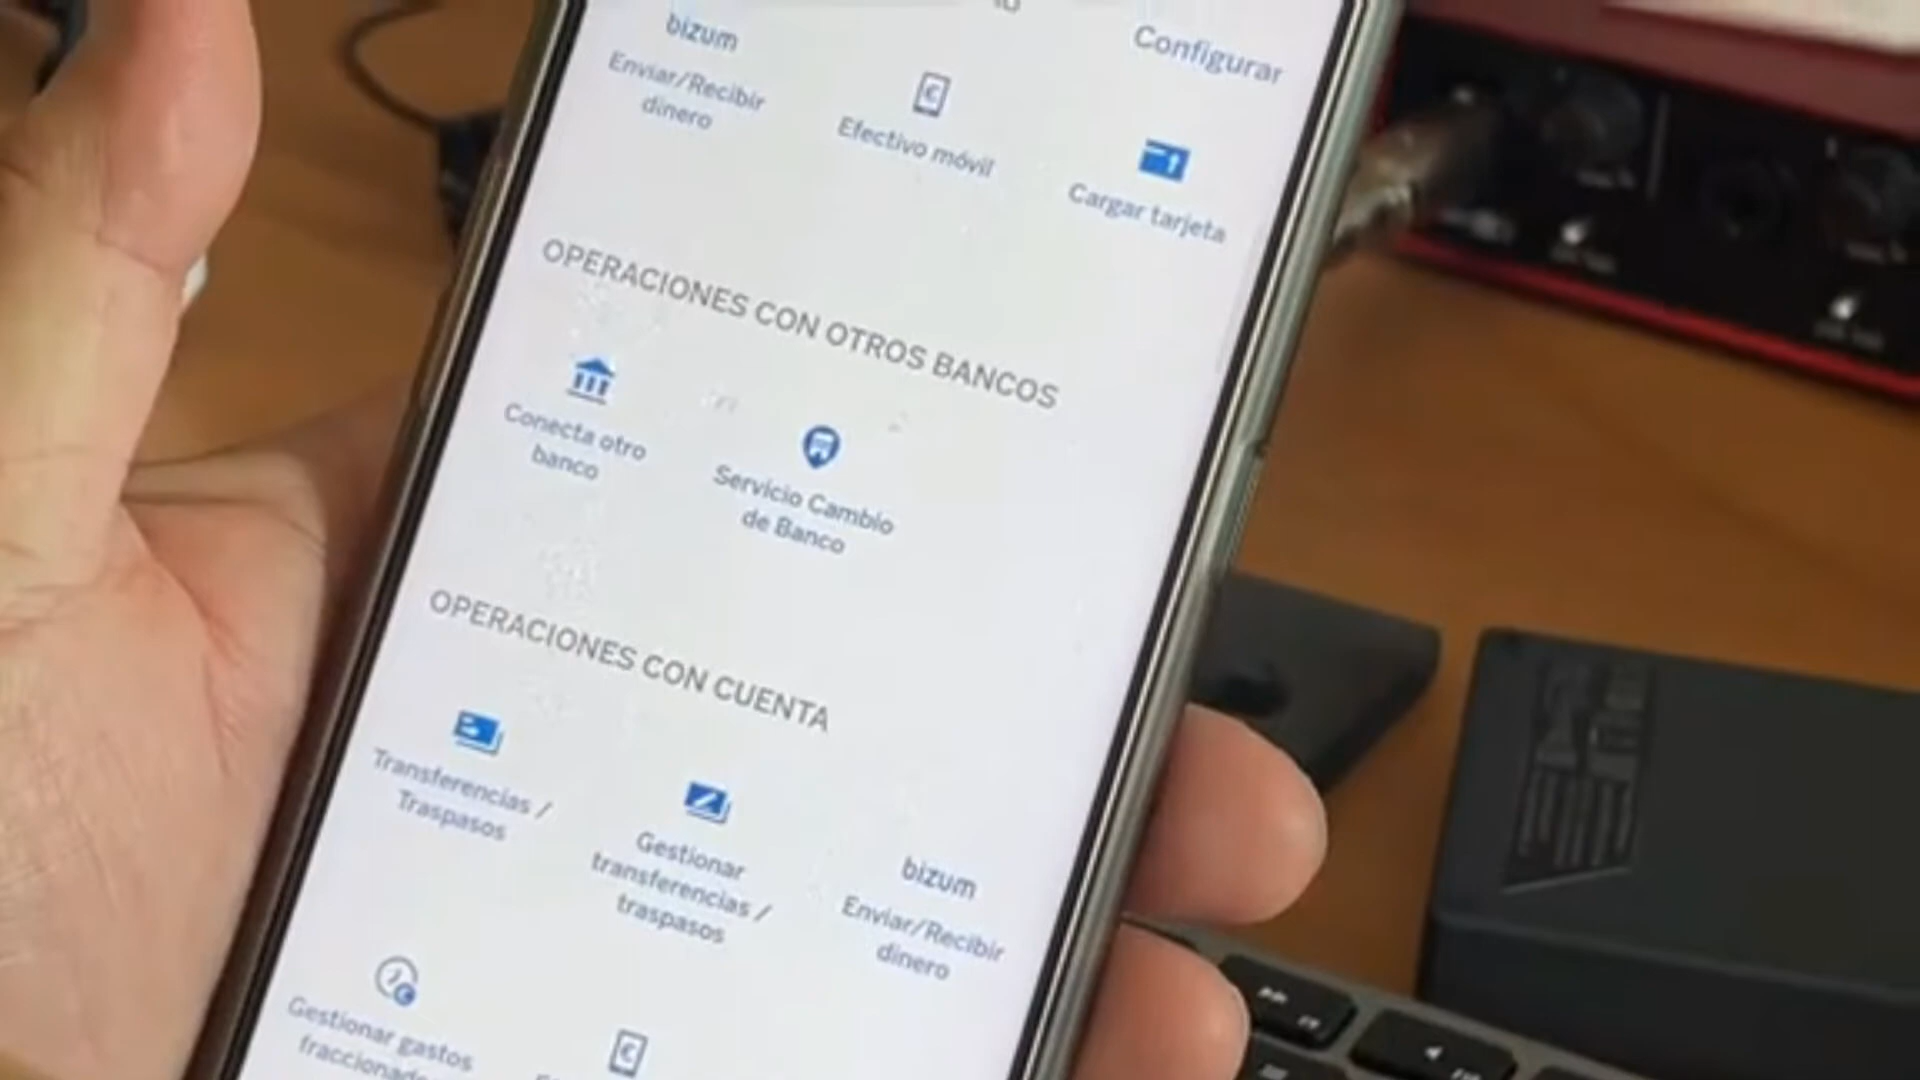 Configurar
bizum
Enviar/Recibir
dinero
Efectivo móvil
Cargar tarjeta
OPERACIONES CON OTROS BANCOS
Conecta otro
banco
Servicio Cambio
de Banco
OPERACIONES CON CUENTA
Transferencias /
Traspasos
Gestionar
transferencias /
traspasos
bizum
Enviar/Recibir
dinero
Gestionar gastos